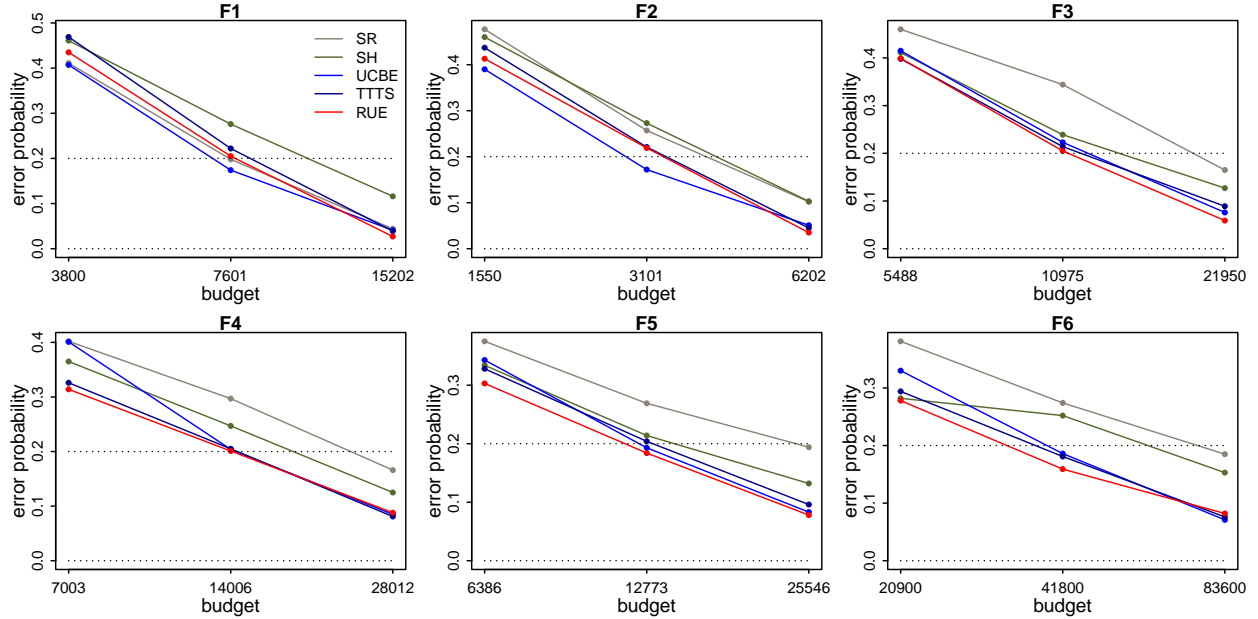 F1
error probability
0.0
0.1
0.2
0.3
0.4
0.5
SR
SH
UCBE
TTTS
RUE
3800
7601
15202
budget
F2
error probability
0.0
0.1
0.2
0.3
0.4
1550
3101
6202
budget
F3
error probability
0.0
0.1
0.2
0.3
0.4
5488
10975
21950
budget
F4
error probability
0.0
0.1
0.2
0.3
0.4
7003
14006
28012
budget
F5
error probability
0.0
0.1
0.2
0.3
6386
12773
25546
budget
F6
error probability
0.0
0.1
0.2
0.3
20900
41800
83600
budget